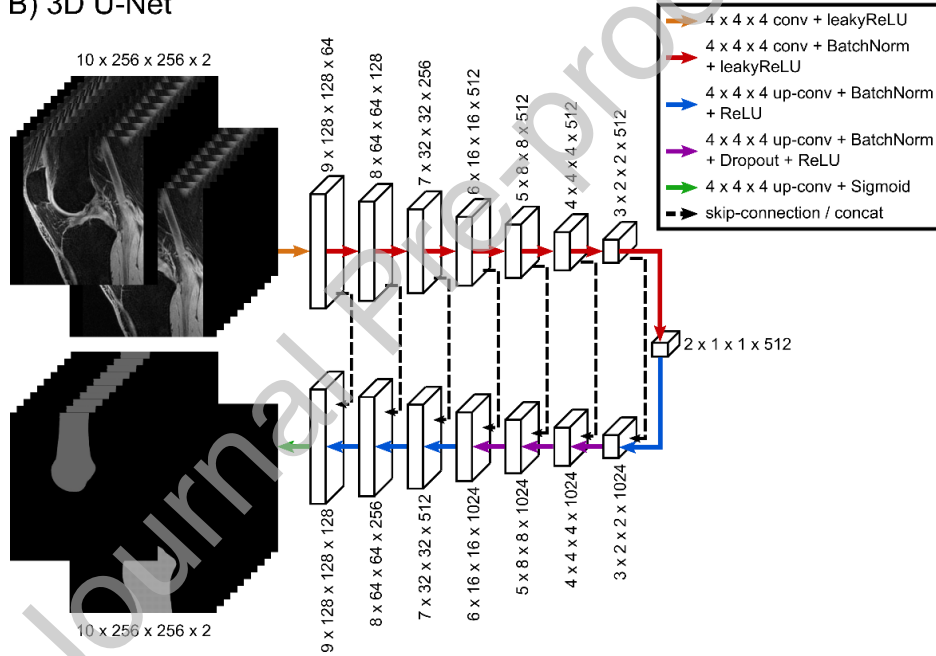 B) 3D U-Net
10 x 256 x 256 x 2
9 x 128 x 128 x 64
8 x 64 x 64 x 128
7 x 32 x 32 x 256
6 x 16 x 16 x 512
5 x 8 x 8 x 512
4 x 4 x 4 x 512
3 x 2 x 2 x 512
4 x 4 x 4 conv + leakyReLU
4 x 4 x 4 conv + BatchNorm
+ leakyReLU
4 x 4 x 4 up-conv + BatchNorm
+ ReLU
4 x 4 x 4 up-conv + BatchNorm
+ Dropout + ReLU
4 x 4 x 4 up-conv + Sigmoid
skip-connection / concat
2 x 1 x 1 x 512
9 x 128 x 128 x 128
8 x 64 x 64 x 256
7 x 32 x 32 x 512
6 x 16 x 16 x 1024
5 x 8 x 8 x 1024
4 x 4 x 4 x 1024
3 x 2 x 2 x 1024
10 x 256 x 256 x 2
Journal Pre-proo